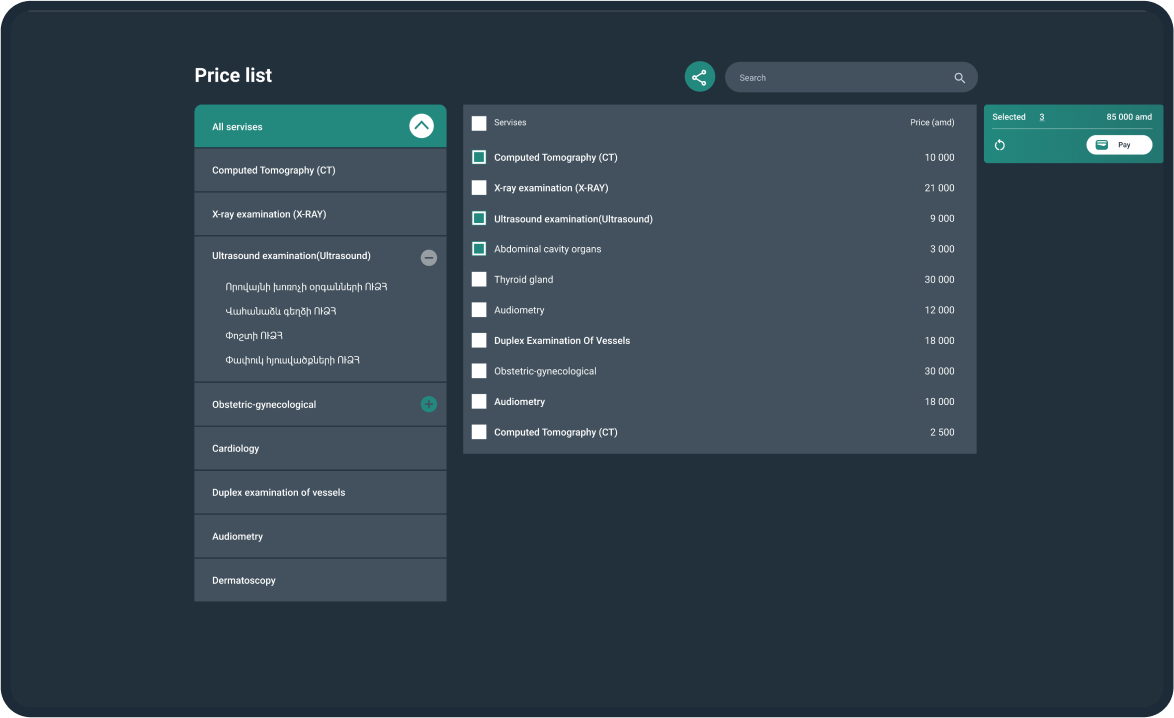 Price list
Search
All servises
Computed Tomography (CT)
X-ray examination (X-RAY)
Ultrasound examination(Ultrasound)
Որովայնի խոռոչի օրգանների ՈՒՁՀ
Վահանաձև գեղձի ՈՒՁՀ
Փոշտի ՈՒՁՀ
Փափուկ հյուսվածքների ՈՒՁՀ
Obstetric-gynecological
Cardiology
Duplex examination of vessels
Audiometry
Dermatoscopy
Servises Price (amd)
Computed Tomography (CT) 10 000
X-ray examination (X-RAY) 21 000
Ultrasound examination(Ultrasound) 9 000
Abdominal cavity organs 3 000
Thyroid gland 30 000
Audiometry 12 000
Duplex Examination Of Vessels 18 000
Obstetric-gynecological 30 000
Audiometry 18 000
Computed Tomography (CT) 2 500
Selected 3 85 000 amd
Pay